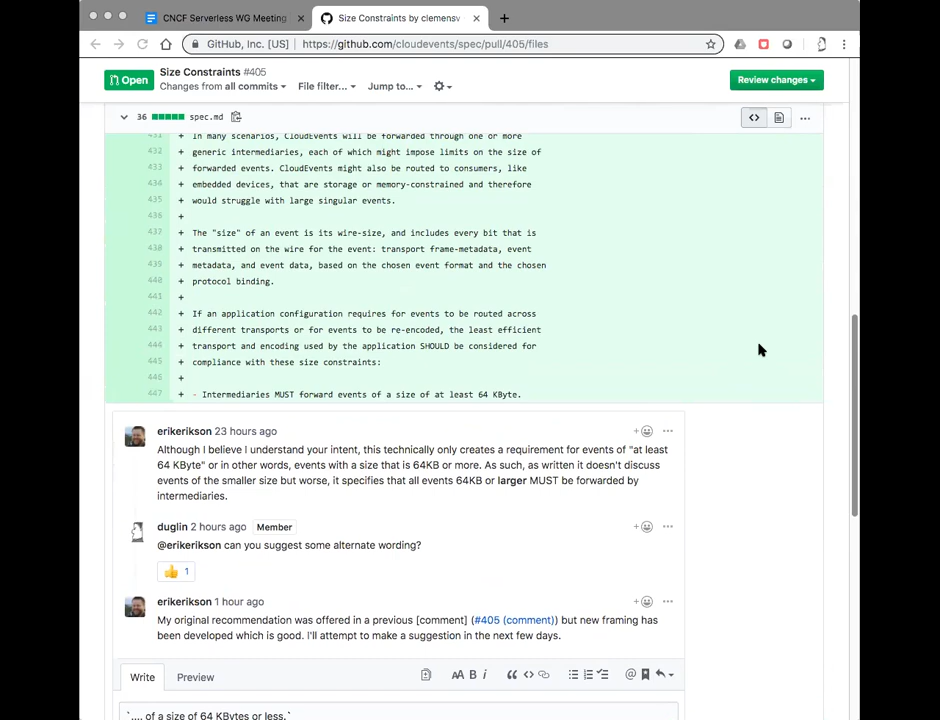 CNCF Serverless WG Meeting
Size Constraints by clemensv
GitHub, Inc. [US] https://github.com/cloudevents/spec/pull/405/files
Open
Size Constraints #405
Changes from all commits File filter... Jump to...
Review changes
36 spec.md
431 + In many scenarios, CloudEvents will be forwarded through one or more
432 + generic intermediaries, each of which might impose limits on the size of
433 + forwarded events. CloudEvents might also be routed to consumers, like
434 + embedded devices, that are storage or memory-constrained and therefore
435 + would struggle with large singular events.
436 +
437 + The "size" of an event is its wire-size, and includes every bit that is
438 + transmitted on the wire for the event: transport frame-metadata, event
439 + metadata, and event data, based on the chosen event format and the chosen
440 + protocol binding.
441 +
442 + If an application configuration requires for events to be routed across
443 + different transports or for events to be re-encoded, the least efficient
444 + transport and encoding used by the application SHOULD be considered for
445 + compliance with these size constraints:
446 +
447 + - Intermediaries MUST forward events of a size of at least 64 KByte.
erikerikson 23 hours ago
Although I believe I understand your intent, this technically only creates a requirement for events of "at least
64 KByte" or in other words, events with a size that is 64KB or more. As such, as written it doesn't discuss
events of the smaller size but worse, it specifies that all events 64KB or larger MUST be forwarded by
intermediaries.
duglin 2 hours ago Member
@erikerikson can you suggest some alternate wording?
👍 1
erikerikson 1 hour ago
My original recommendation was offered in a previous [comment] (#405 (comment)) but new framing has
been developed which is good. I'll attempt to make a suggestion in the next few days.
Write Preview
AA B i
`.... of a size of 64 KBytes or less.`